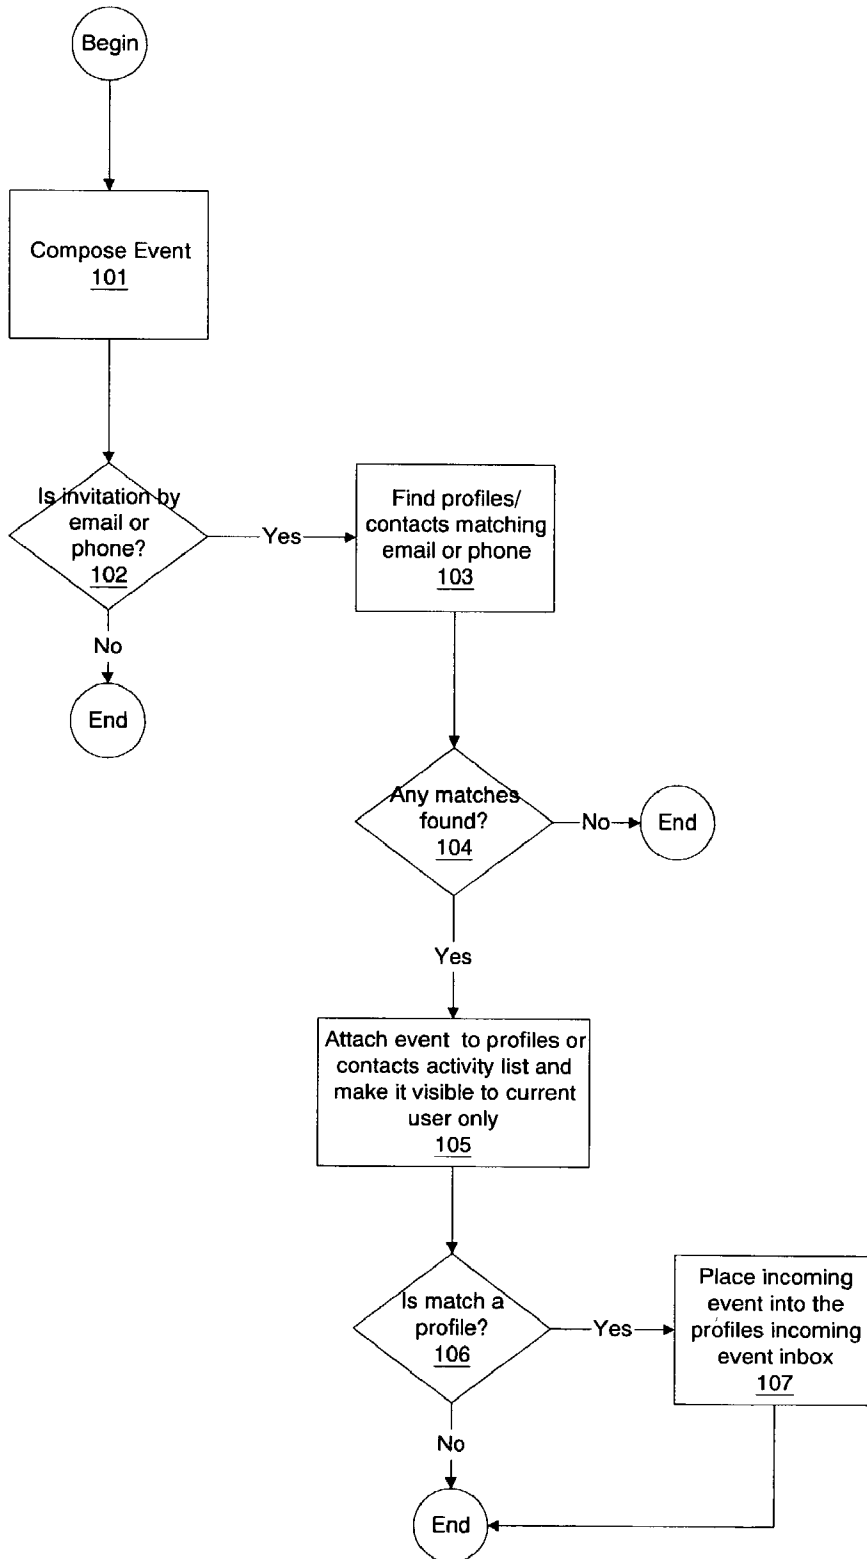 Begin
Compose Event
101
Is invitation by
email or
phone?
102
Yes
Find profiles/
contacts matching
email or phone
103
No
End
Any matches
found?
104
No
End
Yes
Attach event to profiles or
contacts activity list and
make it visible to current
user only
105
Is match a
profile?
106
Yes
Place incoming
event into the
profiles incoming
event inbox
107
No
End